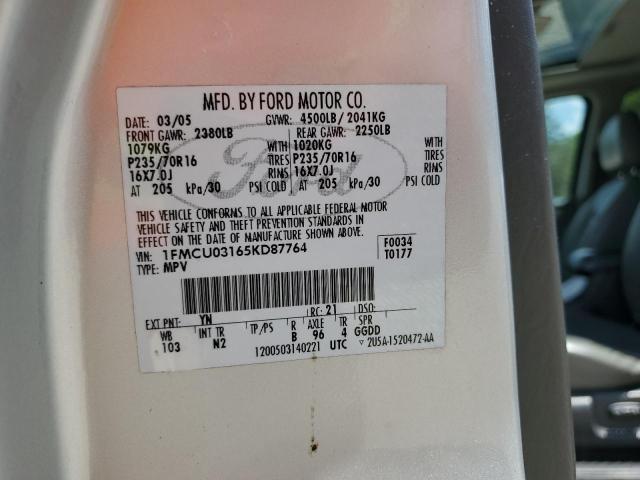 MFD. BY FORD MOTOR CO.
DATE: 03/05 GVWR: 4500LB/ 2041KG
FRONT GAWR: 2380LB REAR GAWR: 2250LB
1079KG WITH 1020KG WITH
P235/70R16 TIRES P235/70R16 TIRES
16X7.0J RIMS 16X7.0J RIMS
AT 205 kPa/30 PSI COLD AT 205 kPa/30 PSI COLD
Ford
THIS VEHICLE CONFORMS TO ALL APPLICABLE FEDERAL MOTOR
VEHICLE SAFETY AND THEFT PREVENTION STANDARDS IN
EFFECT ON THE DATE OF MANUFACTURE SHOWN ABOVE.
VIN: 1FMCU03165KD87764 F0034
TYPE: MPV T0177
EXT PNT: YN RC: 21 DSO:
WB INT TR TP/PS R AXLE TR SPR
103 N2 B 96 4 GGDD
1200503140221 UTC ▽ 2U5A-1520472-AA